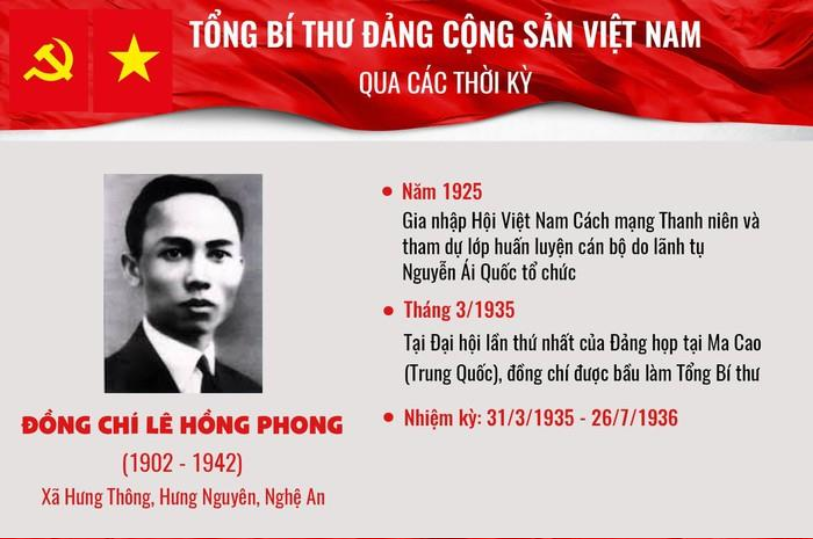 TỔNG BÍ THƯ ĐẢNG CỘNG SẢN VIỆT NAM
QUA CÁC THỜI KỲ
ĐỒNG CHÍ LÊ HỒNG PHONG
(1902 - 1942)
Xã Hưng Thông, Hưng Nguyên, Nghệ An
Năm 1925
Gia nhập Hội Việt Nam Cách mạng Thanh niên và
tham dự lớp huấn luyện cán bộ do lãnh tụ
Nguyễn Ái Quốc tổ chức
Tháng 3/1935
Tại Đại hội lần thứ nhất của Đảng họp tại Ma Cao
(Trung Quốc), đồng chí được bầu làm Tổng Bí thư
Nhiệm kỳ: 31/3/1935 - 26/7/1936